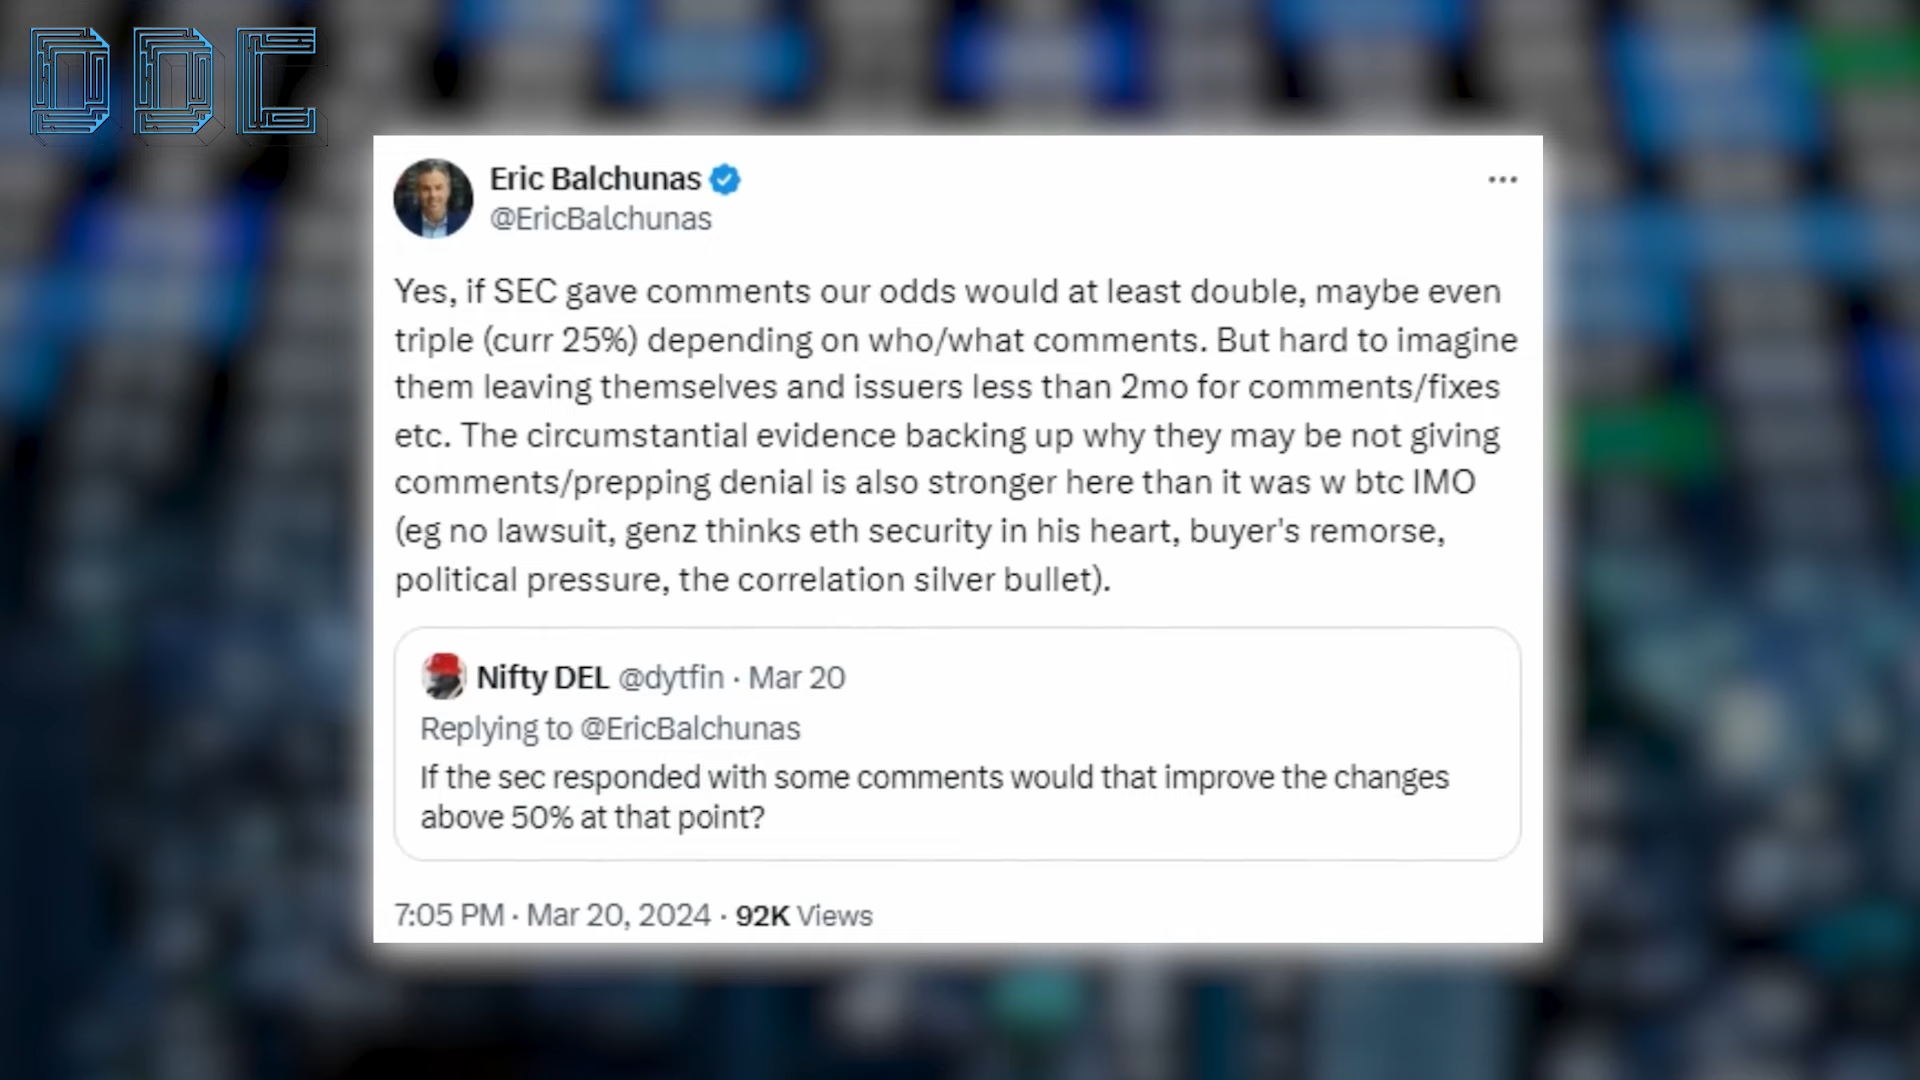 DDC
Eric Balchunas
@EricBalchunas
Yes, if SEC gave comments our odds would at least double, maybe even
triple (curr 25%) depending on who/what comments. But hard to imagine
them leaving themselves and issuers less than 2mo for comments/fixes
etc. The circumstantial evidence backing up why they may be not giving
comments/prepping denial is also stronger here than it was w btc IMO
(eg no lawsuit, genz thinks eth security in his heart, buyer's remorse,
political pressure, the correlation silver bullet).
Nifty DEL @dytfin · Mar 20
Replying to @EricBalchunas
If the sec responded with some comments would that improve the changes
above 50% at that point?
7:05 PM · Mar 20, 2024 · 92K Views